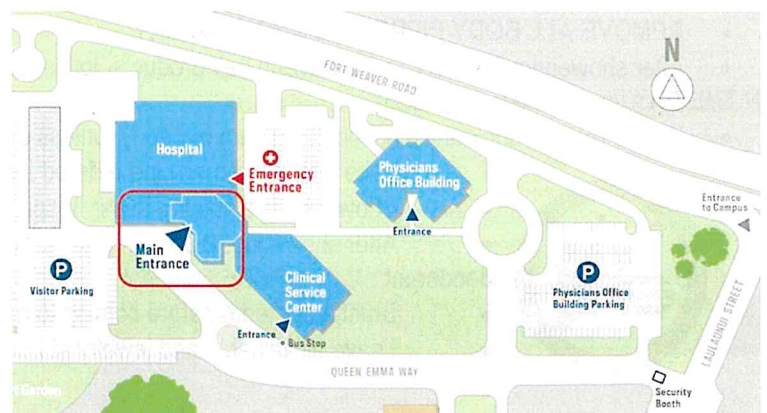 N
FORT WEAVER ROAD
Hospital
Emergency
Entrance
Physicians
Office Building
Entrance
Entrance
to Campus
Main
Entrance
P
Visitor Parking
Clinical
Service
Center
P
Physicians Office
Building Parking
Entrance
Bus Stop
LAULAUNUI STREET
QUEEN EMMA WAY
Security
Booth
Garden